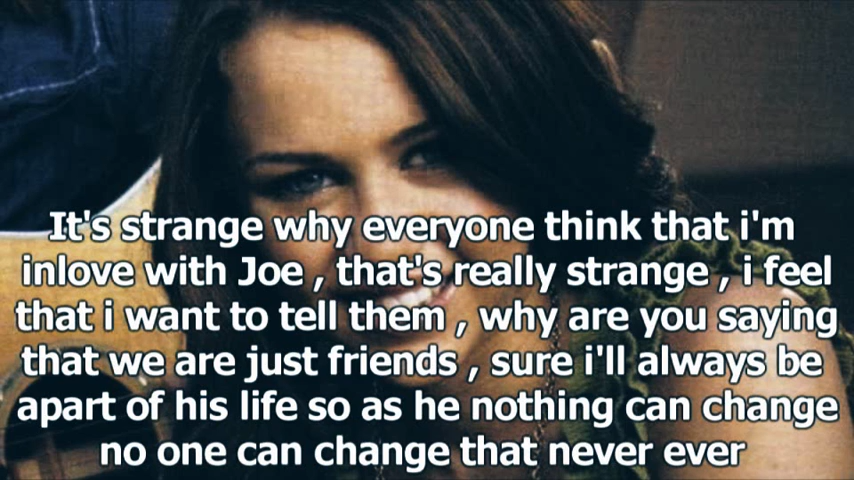 It's strange why everyone think that i'm
inlove with Joe , that's really strange , i feel
that i want to tell them , why are you saying
that we are just friends , sure i'll always be
apart of his life so as he nothing can change
no one can change that never ever